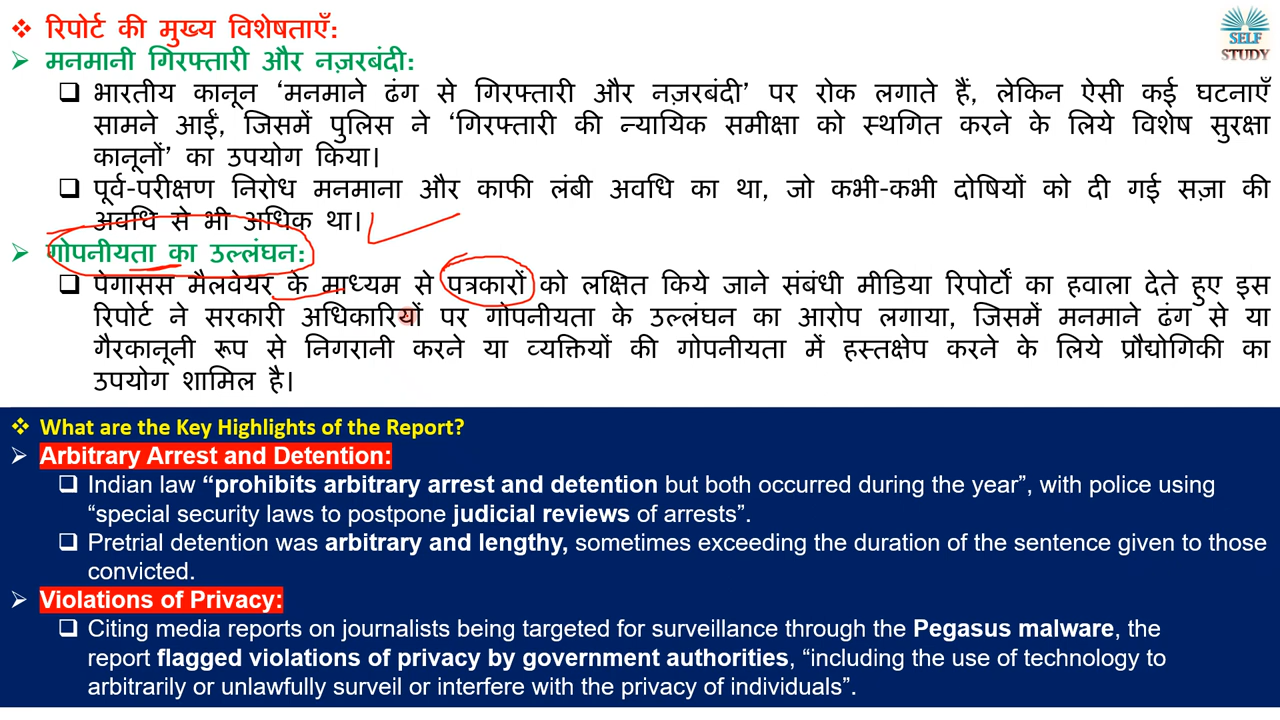 ❖ रिपोर्ट की मुख्य विशेषताएँ:
SELF
STUDY
➢ मनमानी गिरफ्तारी और नज़रबंदी:
❑ भारतीय कानून ‘मनमाने ढंग से गिरफ्तारी और नज़रबंदी’ पर रोक लगाते हैं, लेकिन ऐसी कई घटनाएँ
सामने आईं, जिसमें पुलिस ने ‘गिरफ्तारी की न्यायिक समीक्षा को स्थगित करने के लिये विशेष सुरक्षा
कानूनों’ का उपयोग किया।
❑ पूर्व-परीक्षण निरोध मनमाना और काफी लंबी अवधि का था, जो कभी-कभी दोषियों को दी गई सज़ा की
अवधि से भी अधिक था।
➢ गोपनीयता का उल्लंघन:
❑ पेगासस मैलवेयर के माध्यम से पत्रकारों को लक्षित किये जाने संबंधी मीडिया रिपोर्टों का हवाला देते हुए इस
रिपोर्ट ने सरकारी अधिकारियों पर गोपनीयता के उल्लंघन का आरोप लगाया, जिसमें मनमाने ढंग से या
गैरकानूनी रूप से निगरानी करने या व्यक्तियों की गोपनीयता में हस्तक्षेप करने के लिये प्रौद्योगिकी का
उपयोग शामिल है।
❖ What are the Key Highlights of the Report?
➢ Arbitrary Arrest and Detention:
❑ Indian law “prohibits arbitrary arrest and detention but both occurred during the year”, with police using
“special security laws to postpone judicial reviews of arrests”.
❑ Pretrial detention was arbitrary and lengthy, sometimes exceeding the duration of the sentence given to those
convicted.
➢ Violations of Privacy:
❑ Citing media reports on journalists being targeted for surveillance through the Pegasus malware, the
report flagged violations of privacy by government authorities, “including the use of technology to
arbitrarily or unlawfully surveil or interfere with the privacy of individuals”.